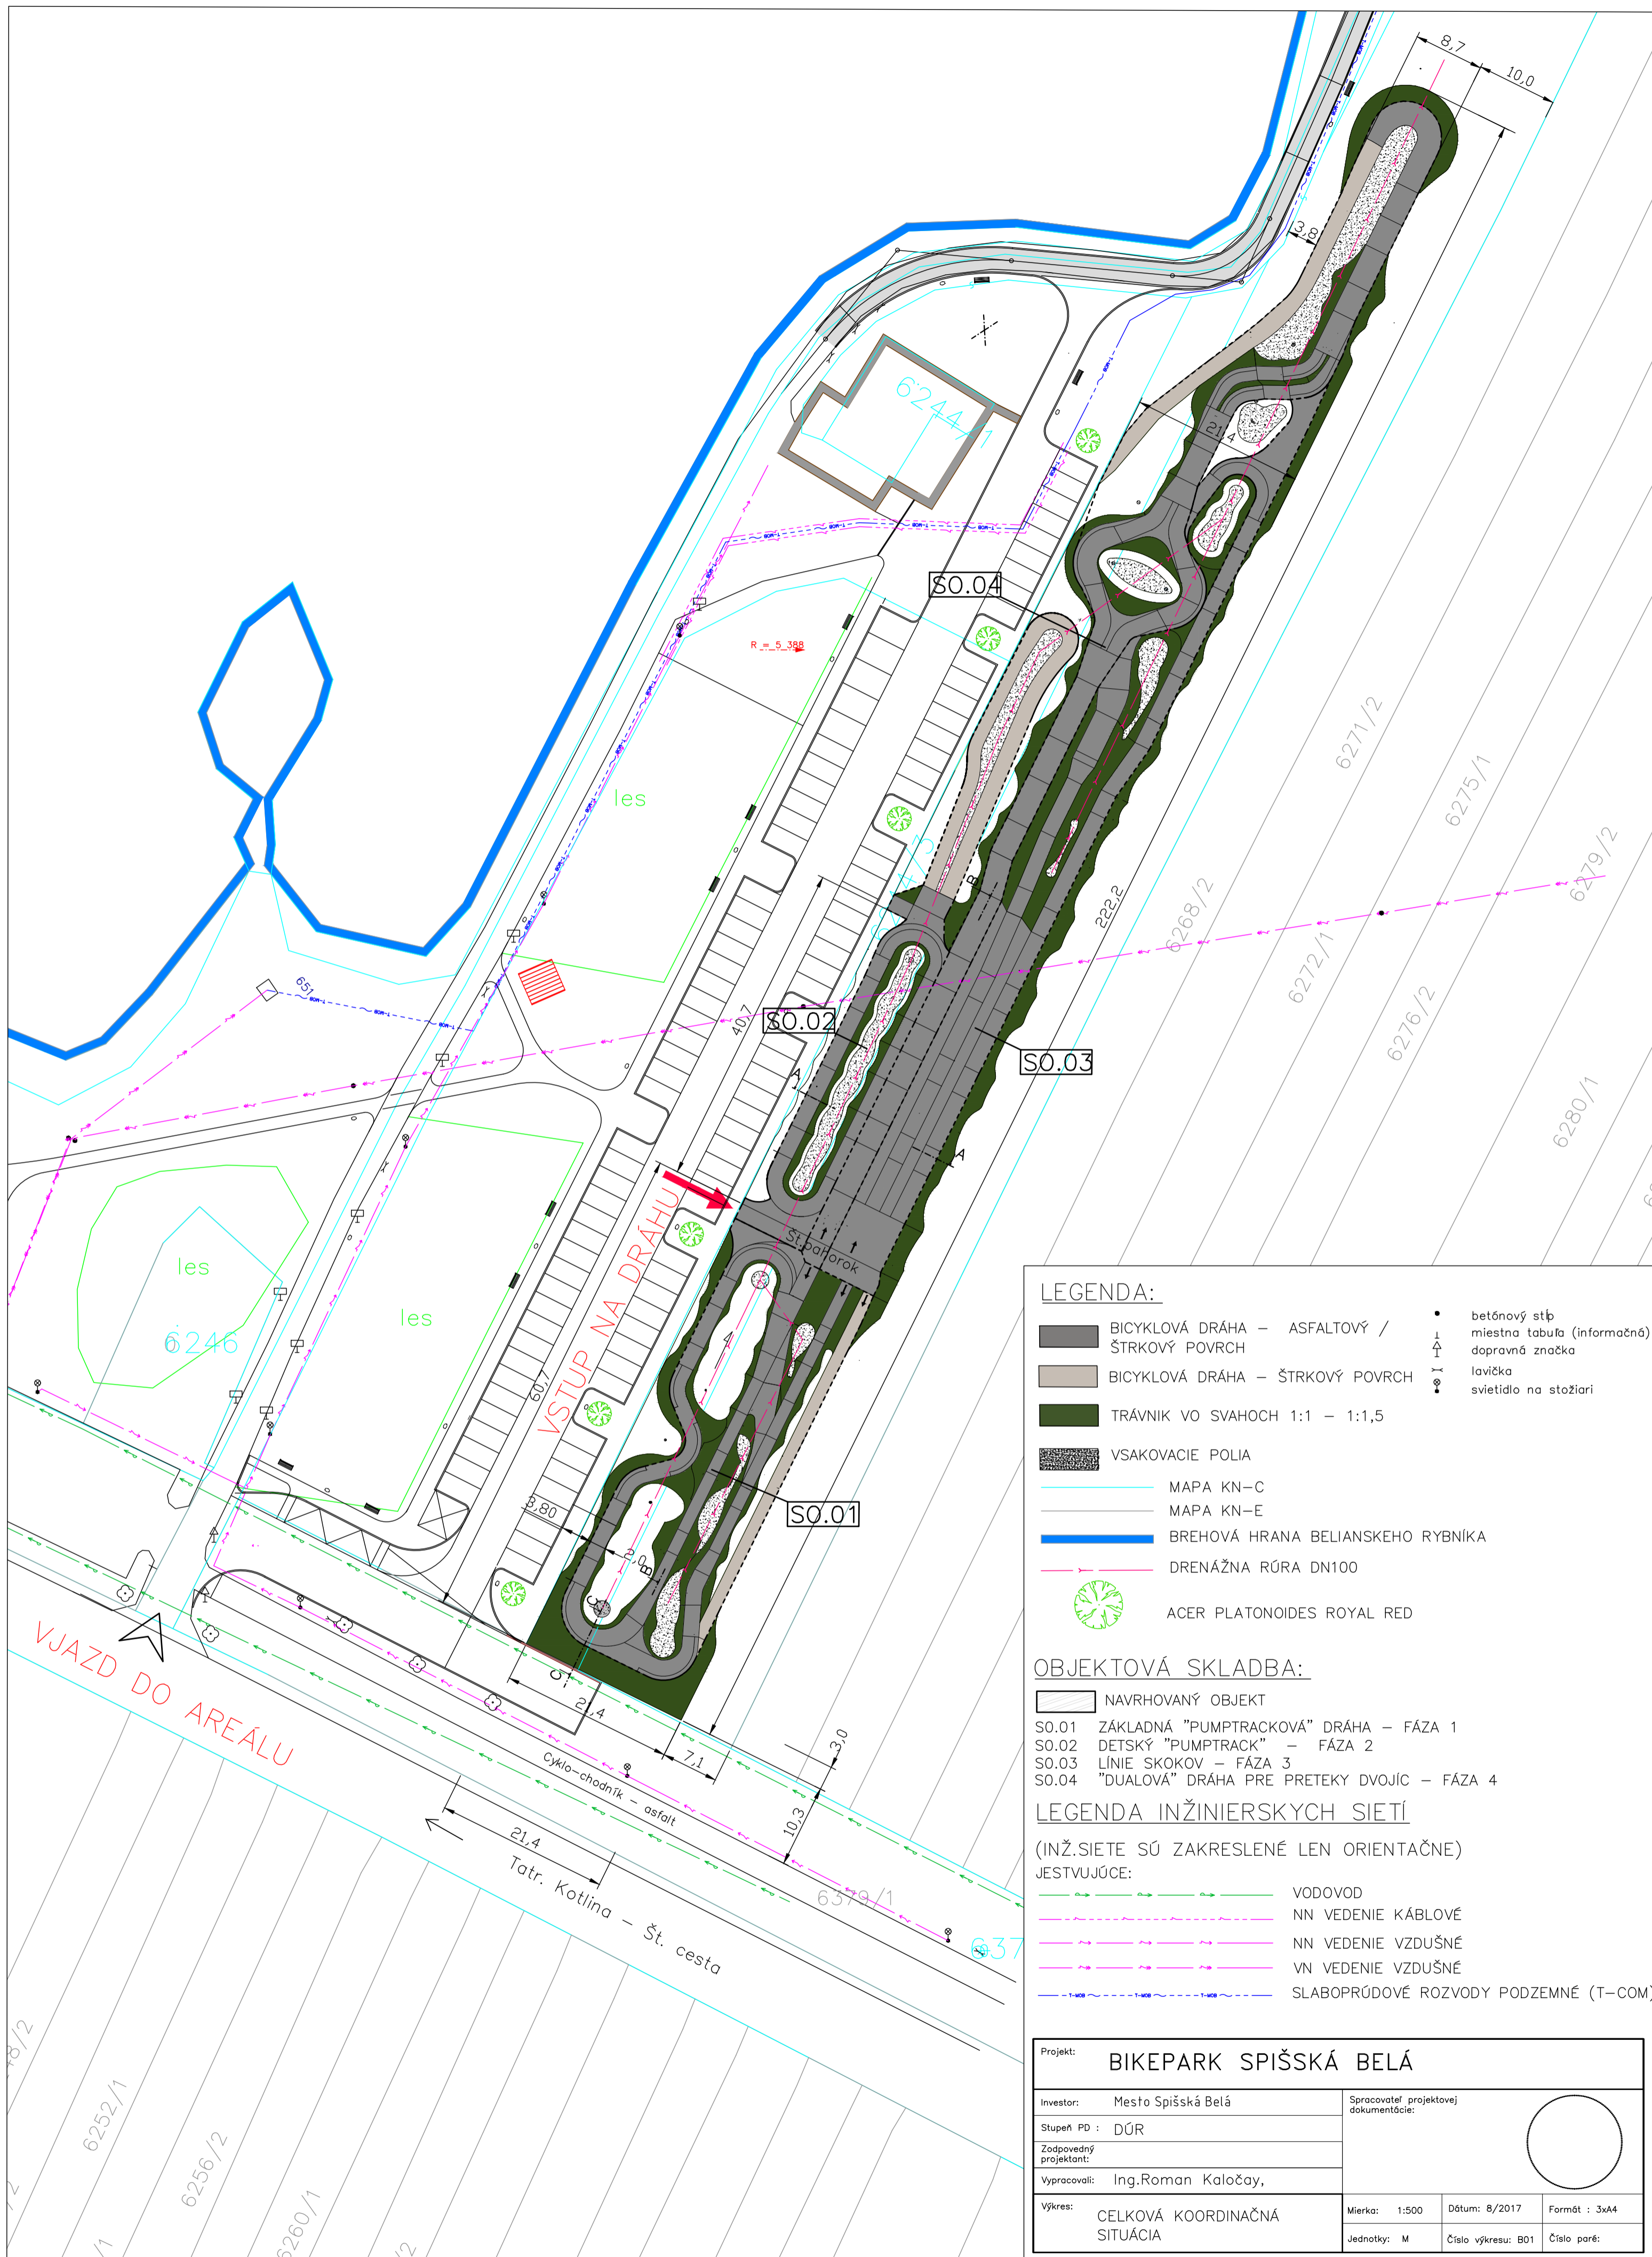 8,7
10,0
3,8
6244/1
21,4
SO.04
R = 5 388
les
6271/2
6275/1
6279/2
222,2
6268/2
6272/1
6276/2
6280/1
651
40,7
SO.02
SO.03
B
A
A
Št.pahorok
VSTUP NA DRÁHU
60,7
les
les
6246
4
SO.01
3,80
2,0
B
C
C
VJAZD DO AREÁLU
21,4
7,1
3,0
10,3
Cyklo-chodník - asfalt
21,4
Tatr. Kotlina - Št. cesta
6379/1
637
6252/1
6256/2
6260/1
LEGENDA:
BICYKLOVÁ DRÁHA - ASFALTOVÝ /
ŠTRKOVÝ POVRCH
BICYKLOVÁ DRÁHA - ŠTRKOVÝ POVRCH
TRÁVNIK VO SVAHOCH 1:1 - 1:1,5
VSAKOVACIE POLIA
MAPA KN-C
MAPA KN-E
BREHOVÁ HRANA BELIANSKEHO RYBNÍKA
DRENÁŽNA RÚRA DN100
ACER PLATONOIDES ROYAL RED
betónový stĺp
miestna tabuľa (informačná)
dopravná značka
lavička
svietidlo na stožiari
OBJEKTOVÁ SKLADBA:
NAVRHOVANÝ OBJEKT
SO.01 ZÁKLADNÁ "PUMPTRACKOVÁ" DRÁHA - FÁZA 1
SO.02 DETSKÝ "PUMPTRACK" - FÁZA 2
SO.03 LÍNIE SKOKOV - FÁZA 3
SO.04 "DUALOVÁ" DRÁHA PRE PRETEKY DVOJÍC - FÁZA 4
LEGENDA INŽINIERSKYCH SIETÍ
(INŽ.SIETE SÚ ZAKRESLENÉ LEN ORIENTAČNE)
JESTVUJÚCE:
VODOVOD
NN VEDENIE KÁBLOVÉ
NN VEDENIE VZDUŠNÉ
VN VEDENIE VZDUŠNÉ
SLABOPRÚDOVÉ ROZVODY PODZEMNÉ (T-COM)
Projekt: BIKEPARK SPIŠSKÁ BELÁ
Investor: Mesto Spišská Belá
Stupeň PD : DÚR
Zodpovedný
projektant:
Vypracovali: Ing.Roman Kaločay,
Spracovateľ projektovej
dokumentácie:
Výkres: CELKOVÁ KOORDINAČNÁ
SITUÁCIA
Mierka: 1:500
Dátum: 8/2017
Formát : 3xA4
Jednotky: M
Číslo výkresu: B01
Číslo paré: